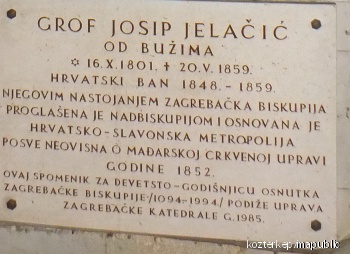 GROF JOSIP JELAČIĆ
OD BUŽIMA
* 16.X.1801. + 20.V.1859.
HRVATSKI BAN 1848.-1859.
NJEGOVIM NASTOJANJEM ZAGREBAČKA BISKUPIJA
PROGLAŠENA JE NADBISKUPIJOM I OSNOVANA JE
HRVATSKO-SLAVONSKA METROPOLIJA
POSVE NEOVISNA O MAĐARSKOJ CRKVENOJ UPRAVI
GODINE 1852.
OVAJ SPOMENIK ZA DEVETSTO-GODIŠNJICU OSNUTKA
ZAGREBAČKE BISKUPIJE/1094-1994/ PODIŽE UPRAVA
ZAGREBAČKE KATEDRALE G.1985.
kozterkep.mapublic